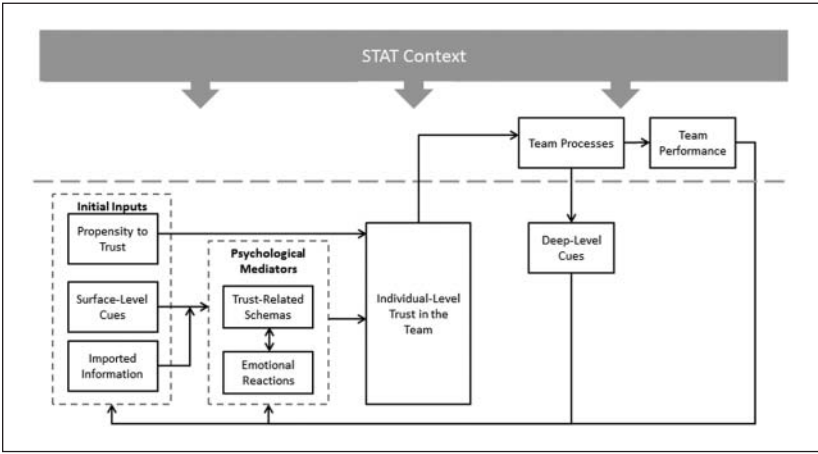 STAT Context
Team Processes
Team
Performance
Initial Inputs
Propensity to
Trust
Surface-Level
Cues
Imported
Information
Psychological
Mediators
Trust-Related
Schemas
Emotional
Reactions
Individual-Level
Trust in the
Team
Deep-Level
Cues